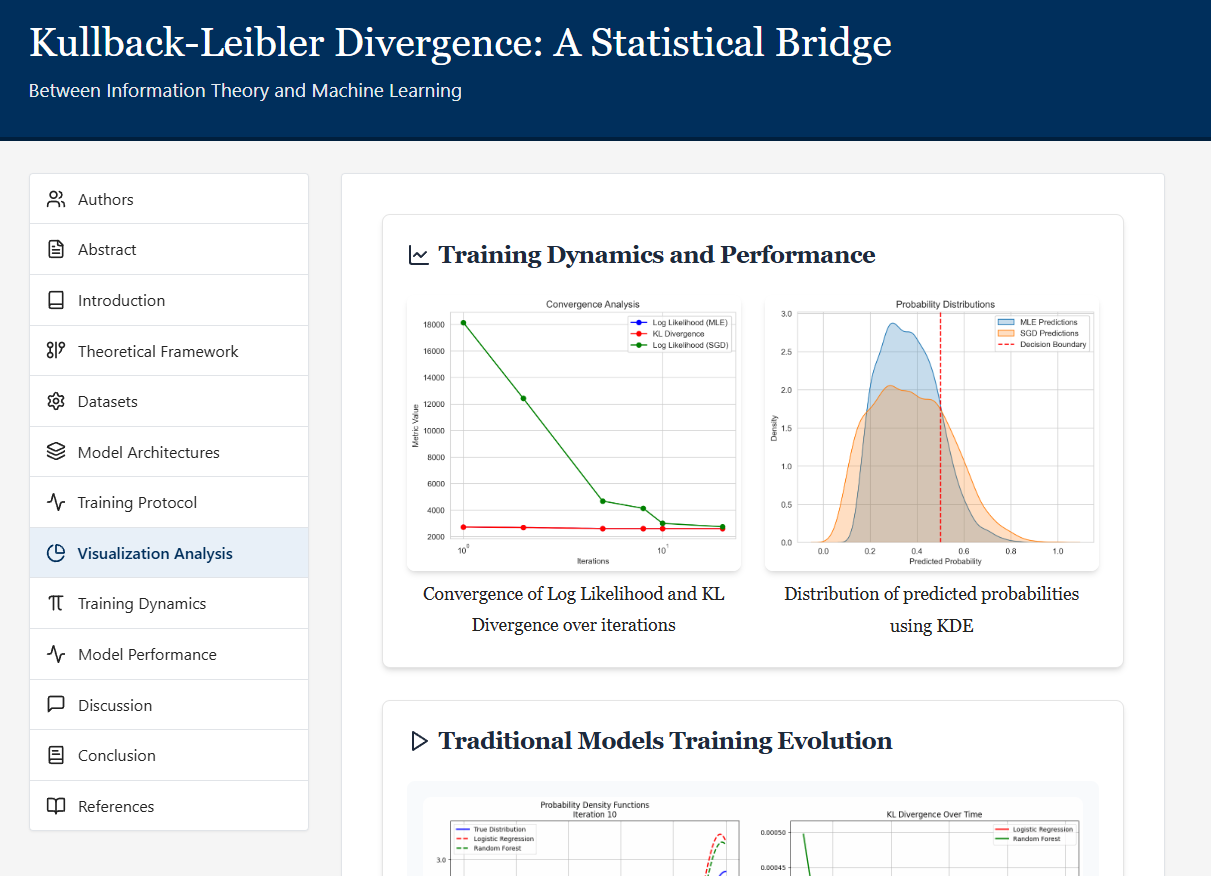 Kullback-Leibler Divergence: A Statistical Bridge
Between Information Theory and Machine Learning
Authors
Abstract
Introduction
Theoretical Framework
Datasets
Model Architectures
Training Protocol
Visualization Analysis
Training Dynamics
Model Performance
Discussion
Conclusion
References
Training Dynamics and Performance
Convergence Analysis
Log Likelihood (MLE)
KL Divergence
Log Likelihood (SGD)
18000
16000
14000
12000
10000
8000
6000
4000
2000
Metric Value
10⁰
10¹
Iterations
Convergence of Log Likelihood and KL
Divergence over iterations
Probability Distributions
MLE Predictions
SGD Predictions
Decision Boundary
3.0
2.5
2.0
1.5
1.0
0.5
0.0
Density
0.0 0.2 0.4 0.6 0.8 1.0
Predicted Probability
Distribution of predicted probabilities
using KDE
Traditional Models Training Evolution
Probability Density Functions
Iteration 10
True Distribution
Logistic Regression
Random Forest
3.0
KL Divergence Over Time
Logistic Regression
Random Forest
0.00050
0.00045